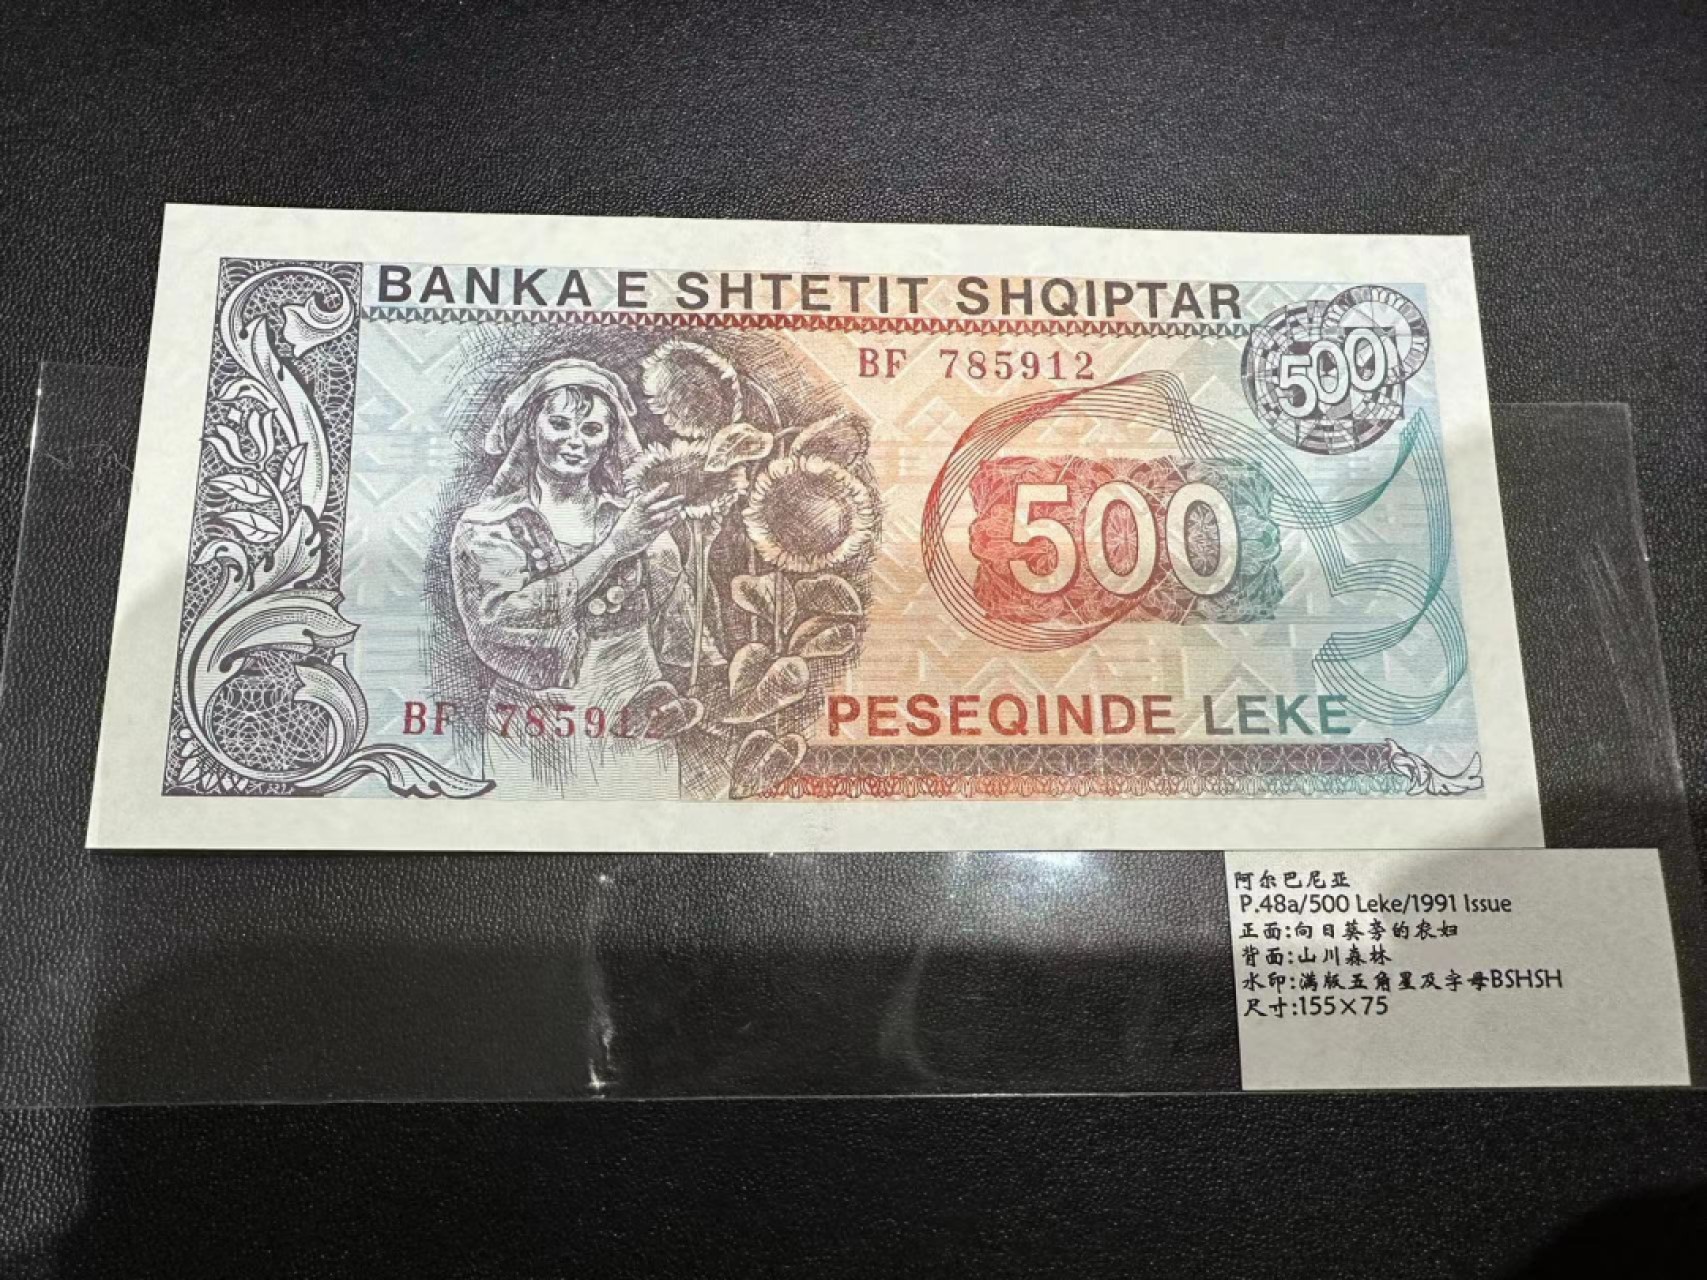 BANKA E SHTETIT SHQIPTAR
500
BF 785912
500
BF 785912
PESEQINDE LEKE
阿尔巴尼亚
P.48a/500 Leke/1991 Issue
正面:向日葵旁的农妇
背面:山川森林
水印:满版五角星及字母BSHSH
尺寸:155×75